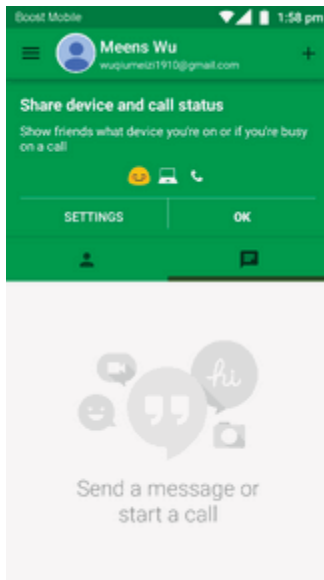 Boost Mobile 1:58 pm
Meens Wu
wuqiumeizi1910@gmail.com
Share device and call status
Show friends what device you're on or if you're busy
on a call
SETTINGS OK
hi
Send a message or
start a call